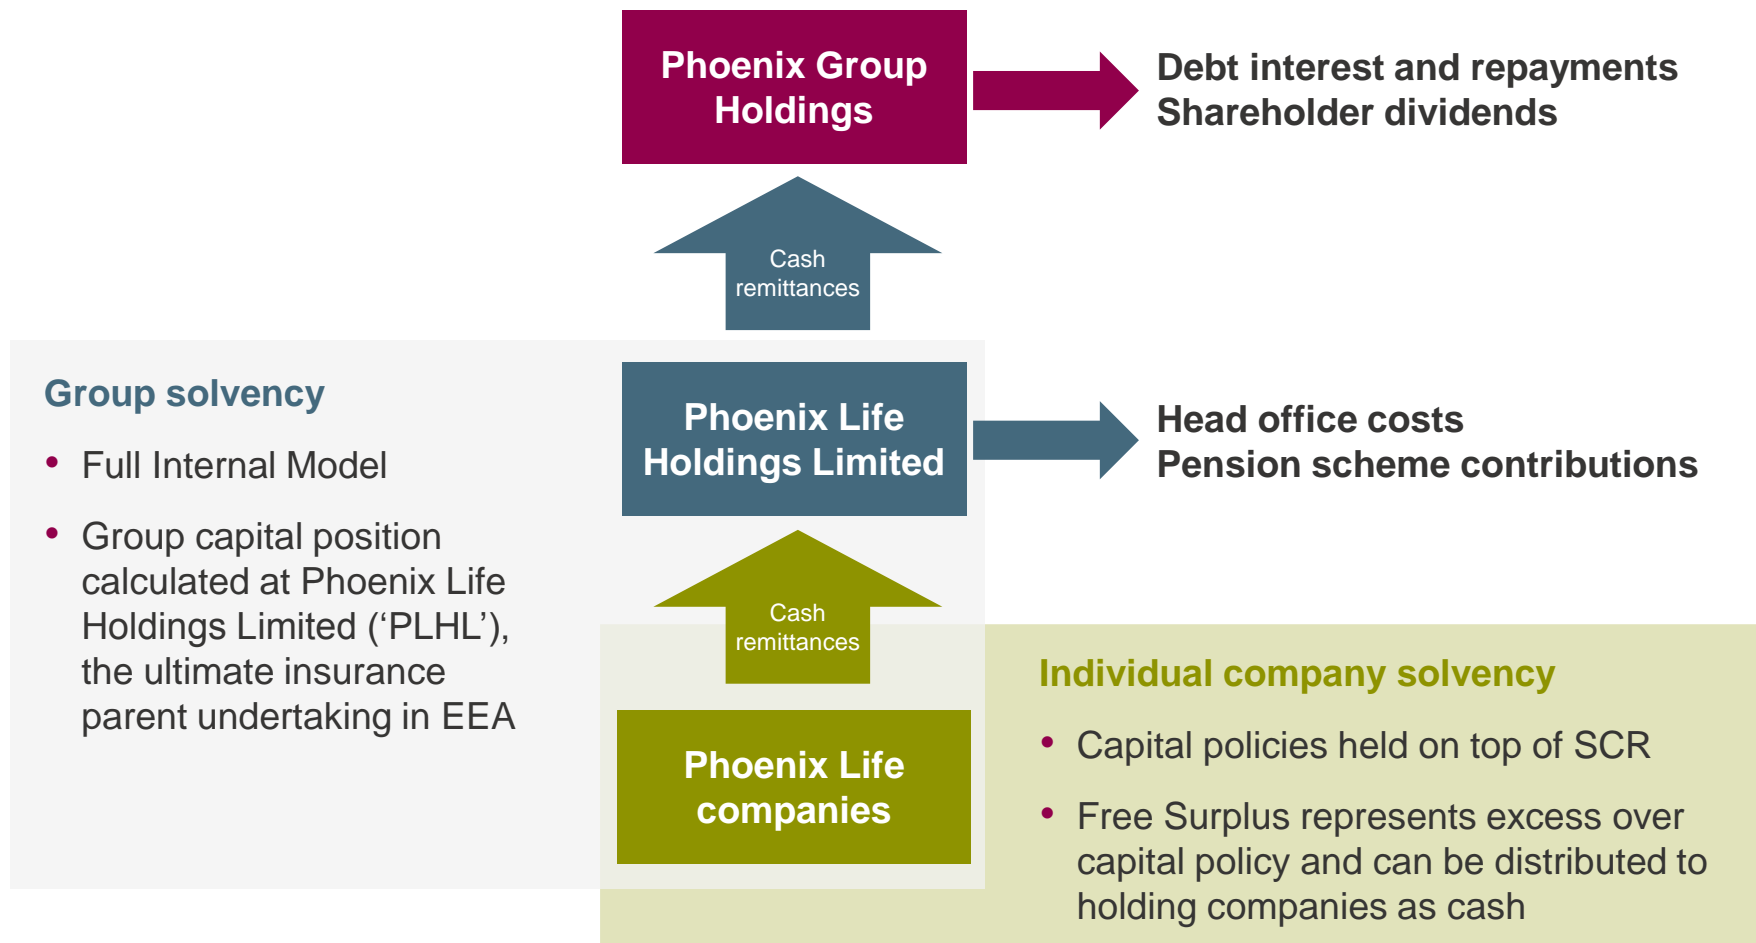 Phoenix Group
Holdings
Debt interest and repayments
Shareholder dividends
Cash
remittances
Group solvency
• Full Internal Model
• Group capital position
calculated at Phoenix Life
Holdings Limited (‘PLHL’),
the ultimate insurance
parent undertaking in EEA
Phoenix Life
Holdings Limited
Head office costs
Pension scheme contributions
Cash
remittances
Phoenix Life
companies
Individual company solvency
• Capital policies held on top of SCR
• Free Surplus represents excess over
capital policy and can be distributed to
holding companies as cash